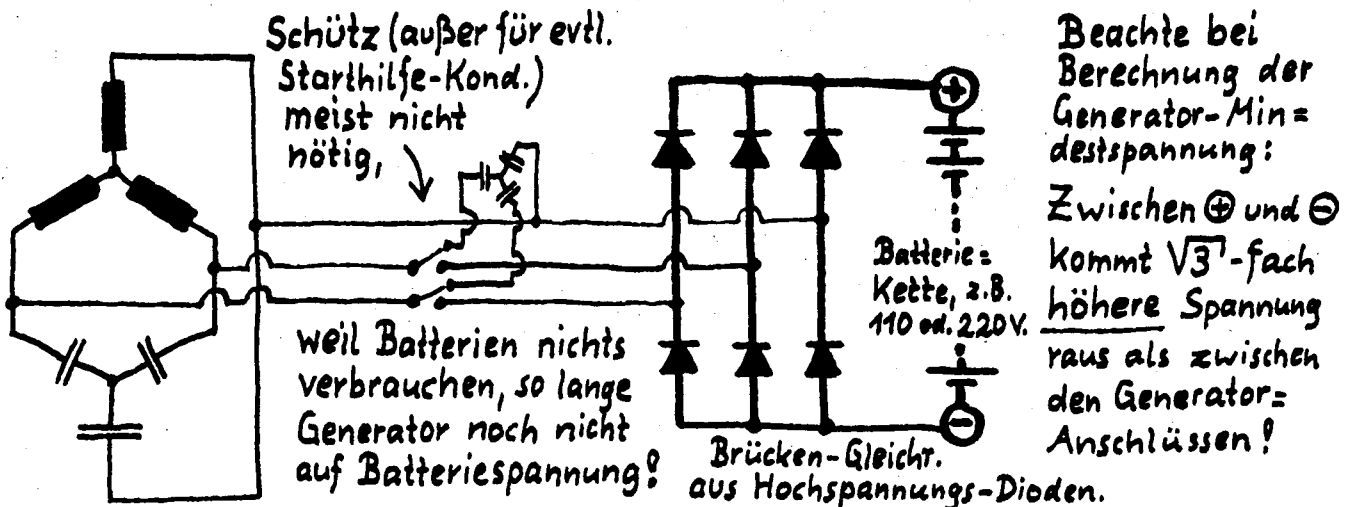 Schütz (außer für evtl.
Starthilfe-Kond.)
meist nicht
nötig,
weil Batterien nichts
verbrauchen, so lange
Generator noch nicht
auf Batteriespannung!
+
Batterie=
Kette, z.B.
110 od. 220V.
-
Brücken-Gleichr.
aus Hochspannungs-Dioden.
Beachte bei
Berechnung der
Generator-Min=
destspannung:
Zwischen ⊕ und ⊖
kommt √3-fach
höhere Spannung
raus als zwischen
den Generator=
Anschlüssen!